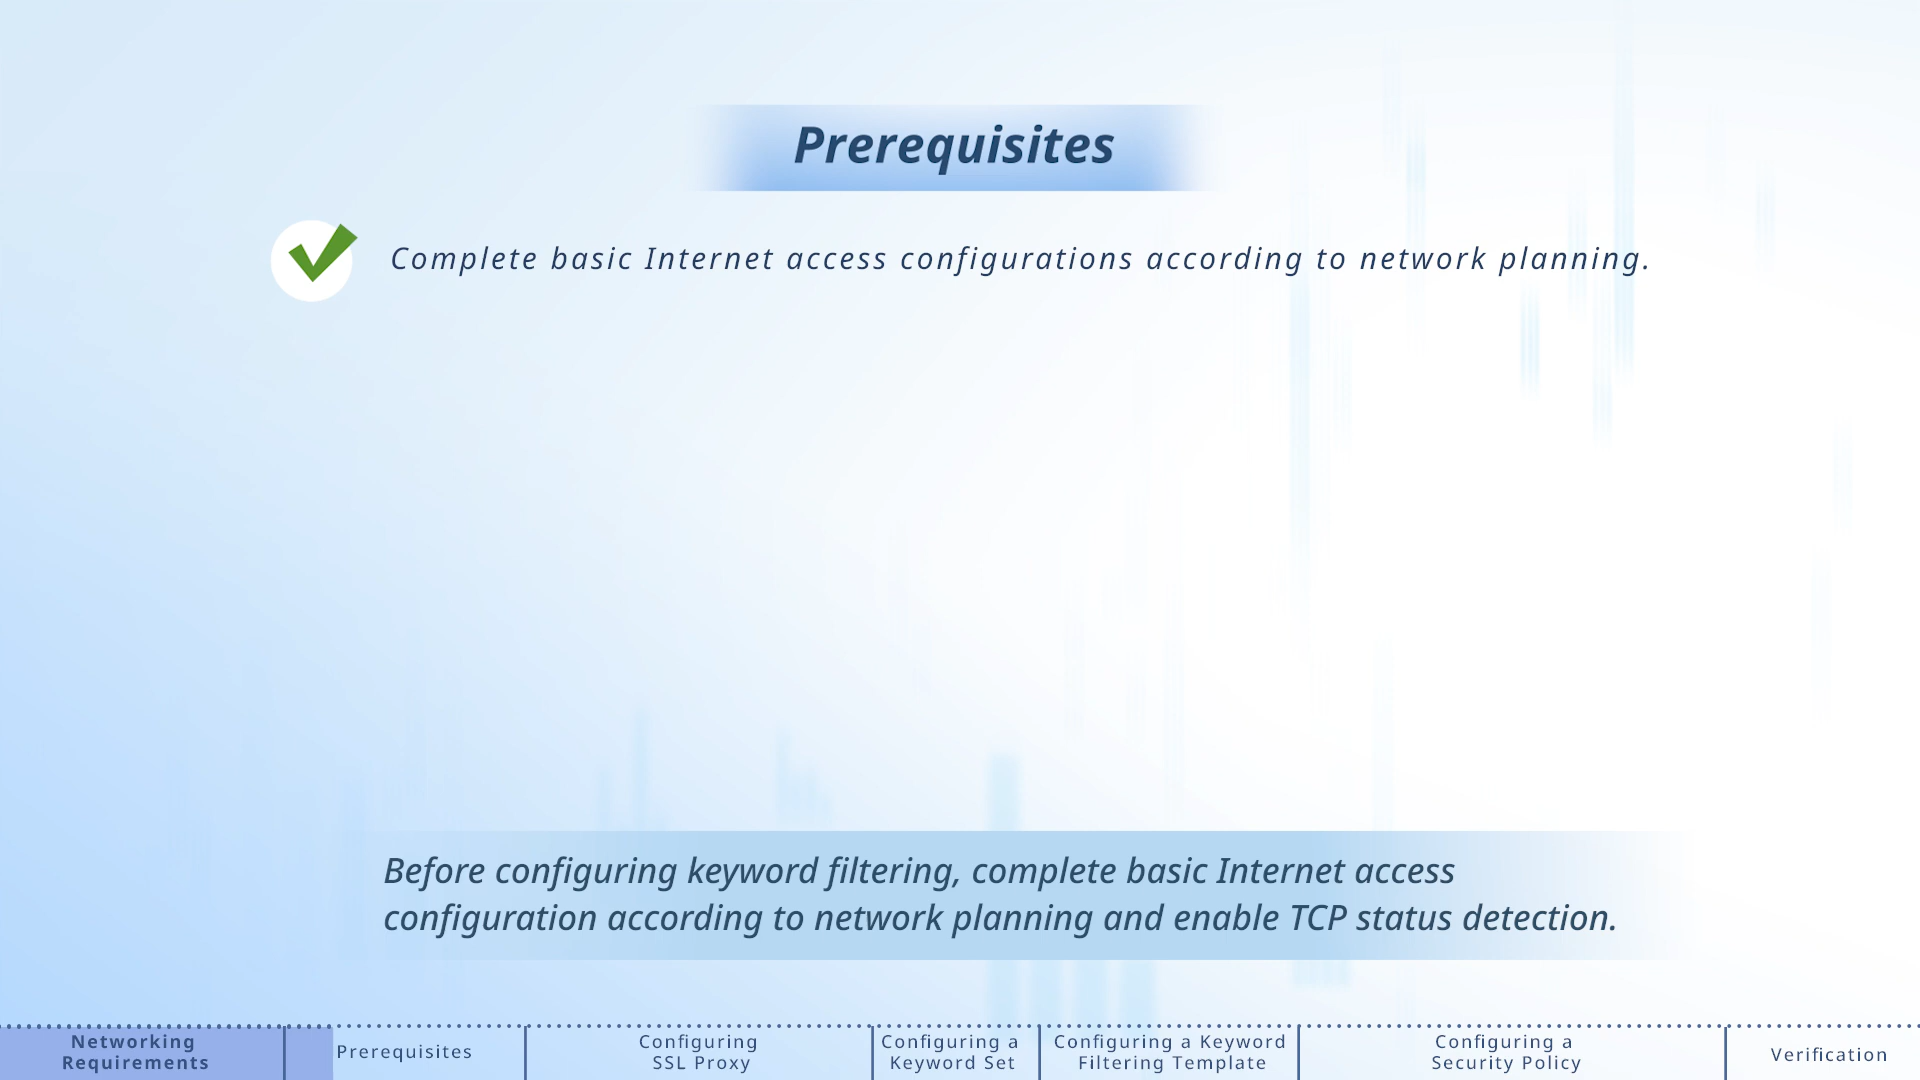 Prerequisites
Complete basic Internet access configurations according to network planning.
Before configuring keyword filtering, complete basic Internet access
configuration according to network planning and enable TCP status detection.
Networking
Requirements
Prerequisites
Configuring
SSL Proxy
Configuring a
Keyword Set
Configuring a Keyword
Filtering Template
Configuring a
Security Policy
Verification